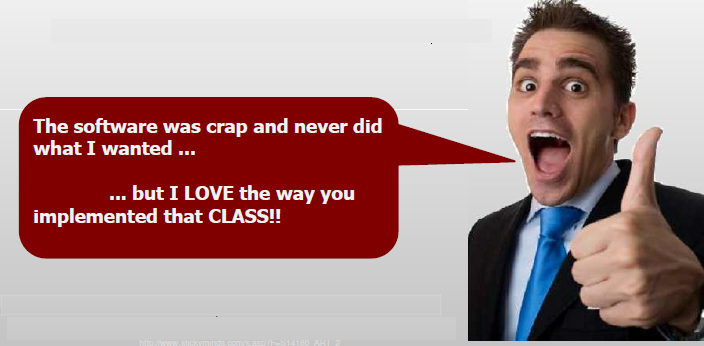 The software was crap and never did
what I wanted ...
... but I LOVE the way you
implemented that CLASS!!